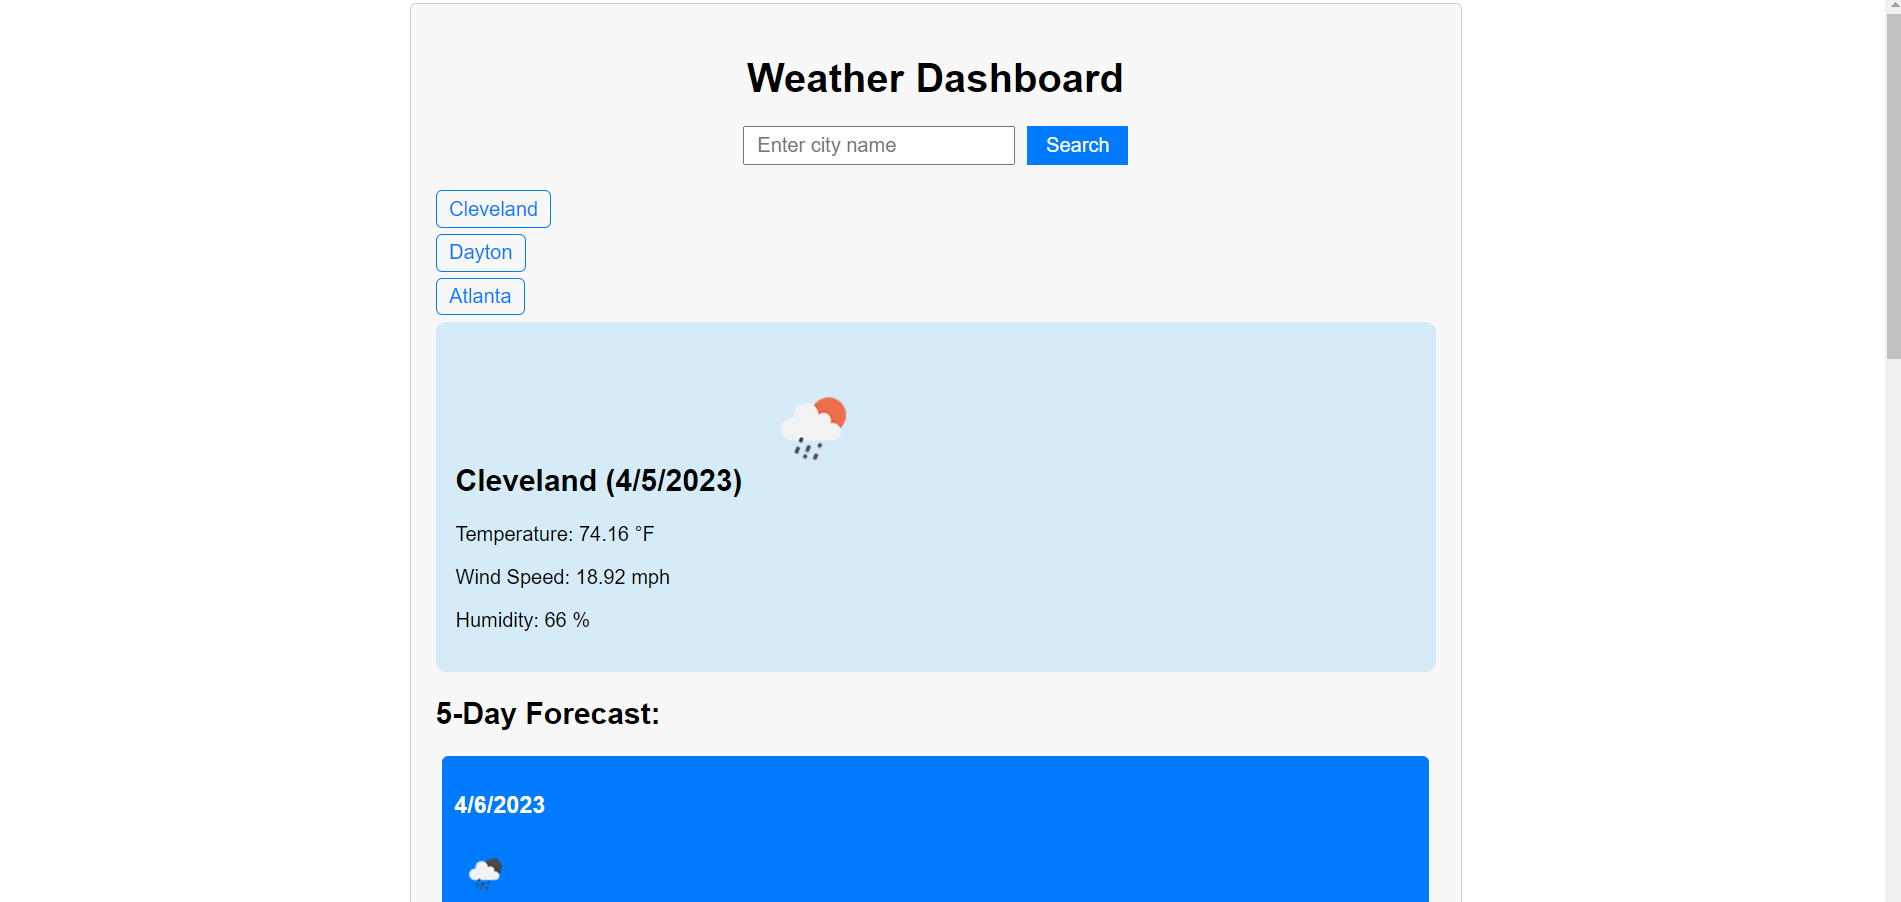 Weather Dashboard
Enter city name
Search
Cleveland
Dayton
Atlanta
Cleveland (4/5/2023)
Temperature: 74.16 °F
Wind Speed: 18.92 mph
Humidity: 66 %
5-Day Forecast:
4/6/2023